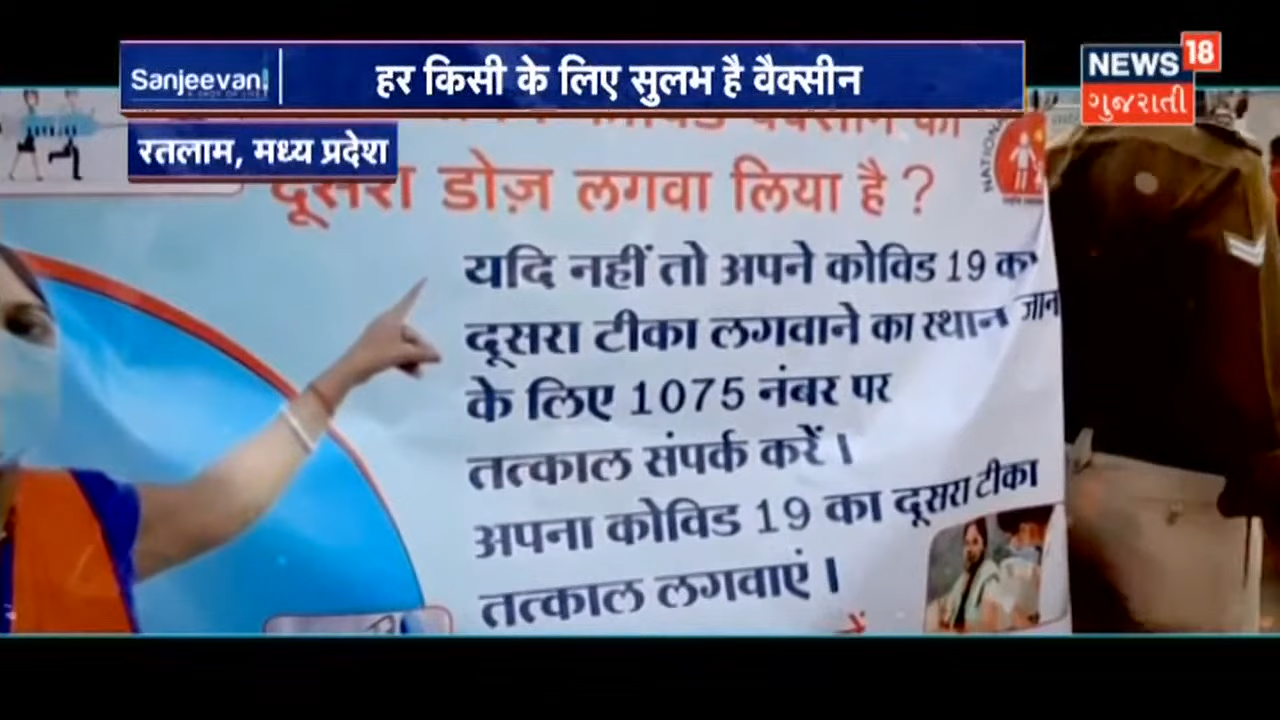 Sanjeevani
हर किसी के लिए सुलभ है वैक्सीन
NEWS 18
ગુજરાતી
रतलाम, मध्य प्रदेश
NATIONA
दूसरा डोज़ लगवा लिया है ?
यदि नहीं तो अपने कोविड 19 का
दूसरा टीका लगवाने का स्थान जान
के लिए 1075 नंबर पर
तत्काल संपर्क करें ।
अपना कोविड 19 का दूसरा टीका
तत्काल लगवाएं ।